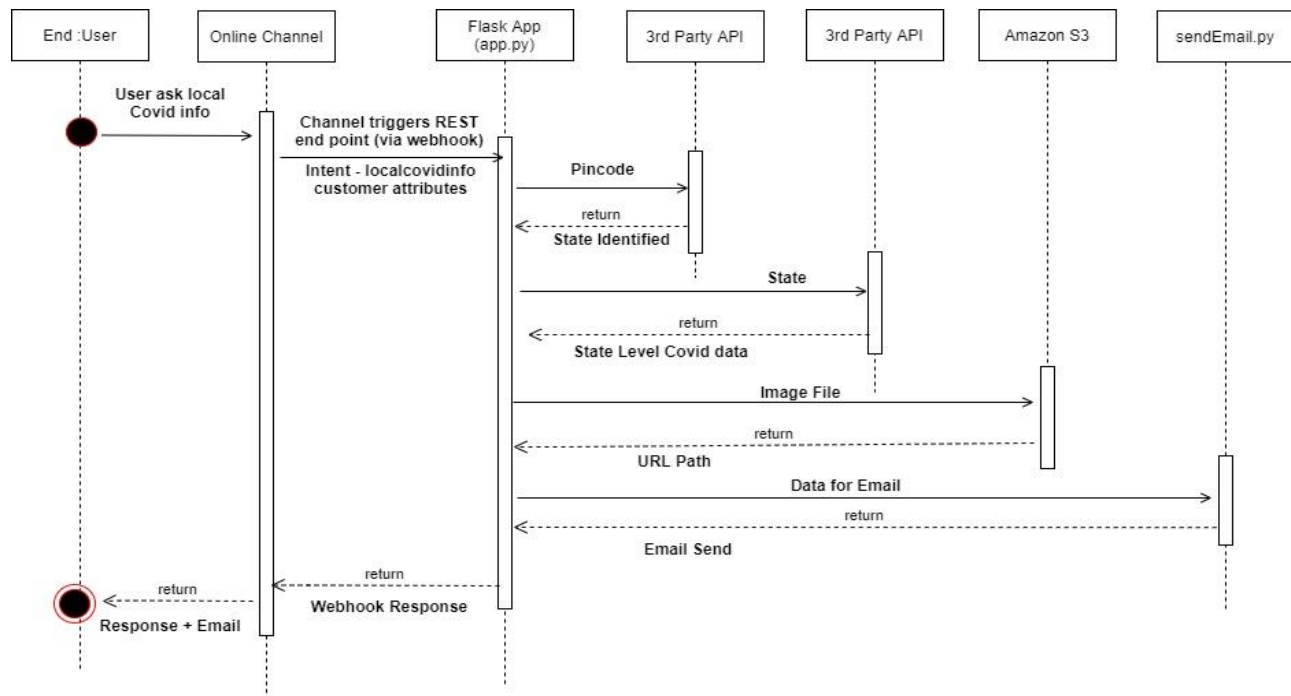 End :User
Online Channel
Flask App
(app.py)
3rd Party API
3rd Party API
Amazon S3
sendEmail.py
User ask local
Covid info
Channel triggers REST
end point (via webhook)
Intent - localcovidinfo
customer attributes
Pincode
return
State Identified
State
return
State Level Covid data
Image File
return
URL Path
Data for Email
return
Email Send
return
Webhook Response
return
Response + Email